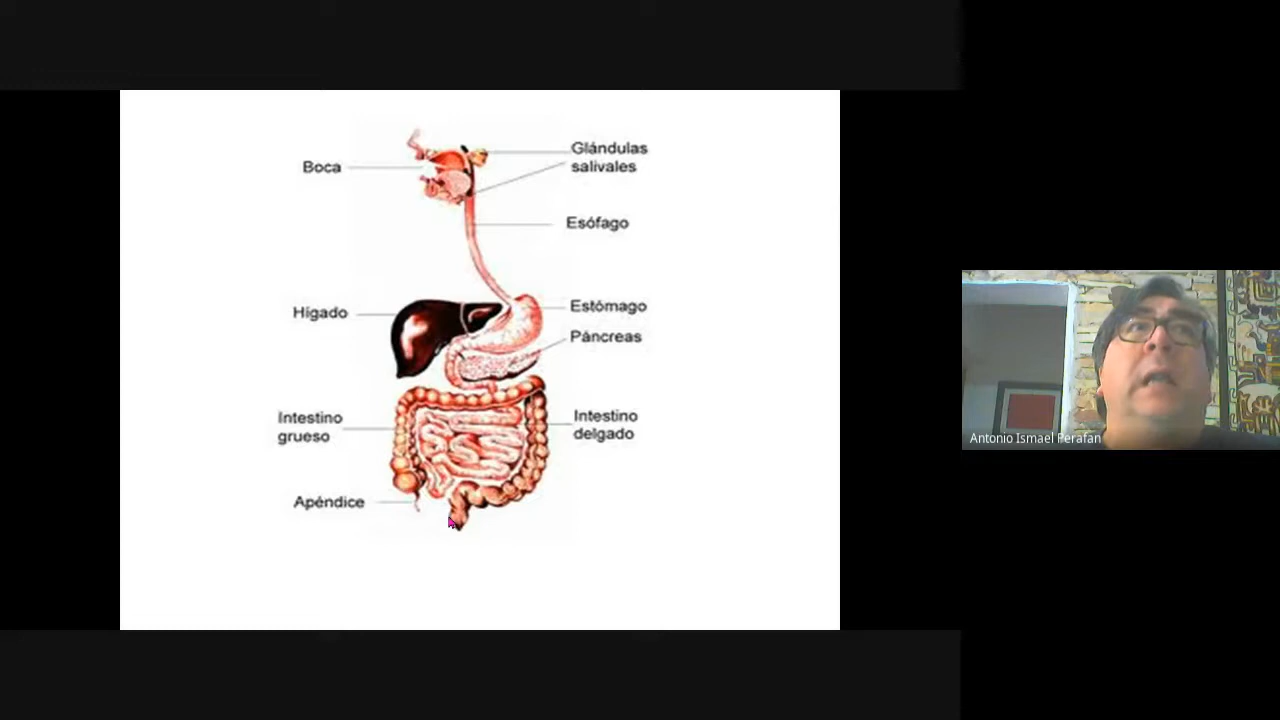 Glándulas
salivales
Boca
Esófago
Hígado
Estómago
Páncreas
Intestino
grueso
Intestino
delgado
Apéndice
Antonio Ismael Perafan